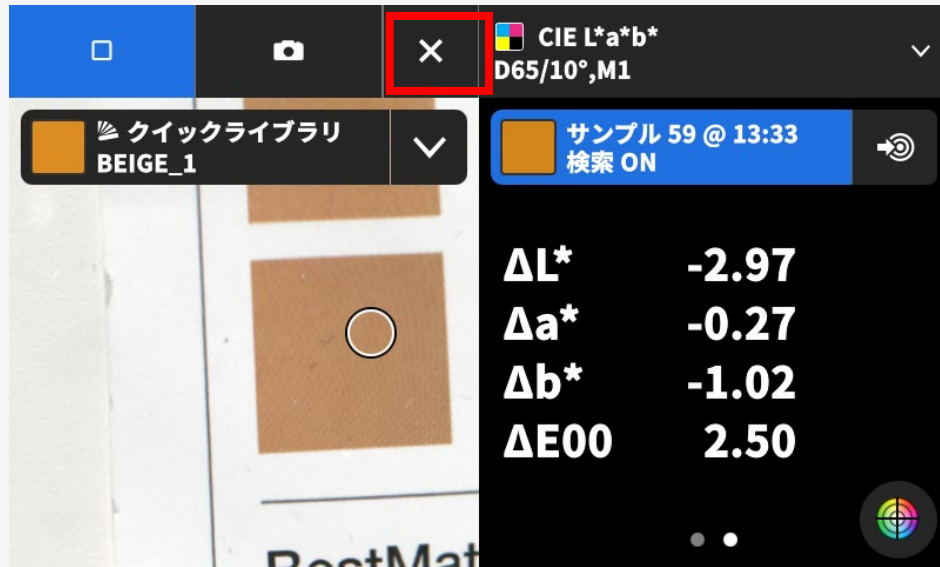 CIE L*a*b*
D65/10°,M1
クイックライブラリ
BEIGE_1
サンプル 59 @ 13:33
検索 ON
ΔL* -2.97
Δa* -0.27
Δb* -1.02
ΔE00 2.50
BestMat